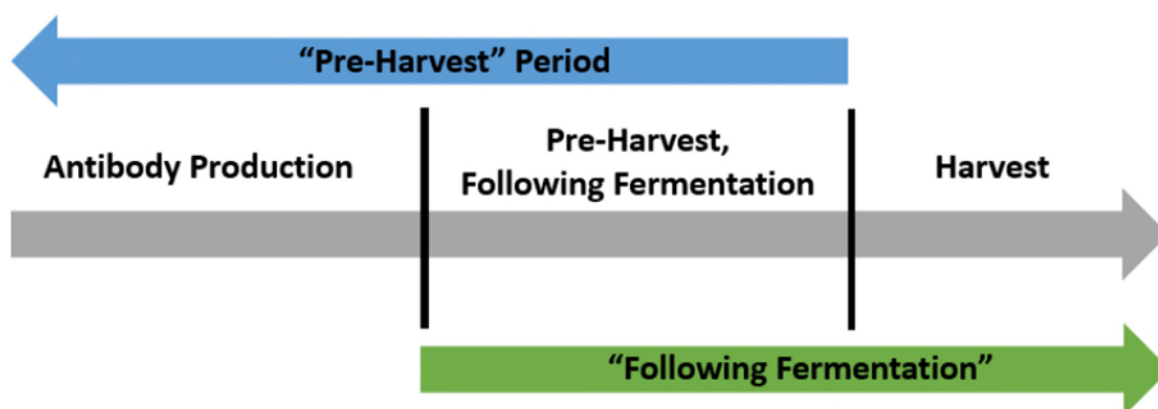 “Pre-Harvest” Period
Antibody Production
Pre-Harvest,
Following Fermentation
Harvest
“Following Fermentation”